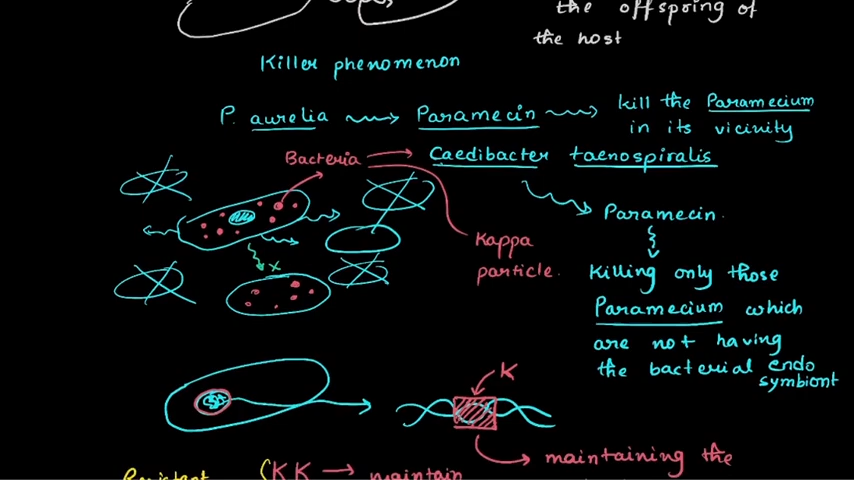 the offspring of
the host
Killer phenomenon
P. aurelia Paramecin kill the Paramecium
in its vicinity
Bacteria Caedibacter taenospiralis
Paramecin.
Kappa
particle.
x
Killing only those
Paramecium which
are not having
the bacterial endo
symbiont
K
maintaining the
(KK → maintain